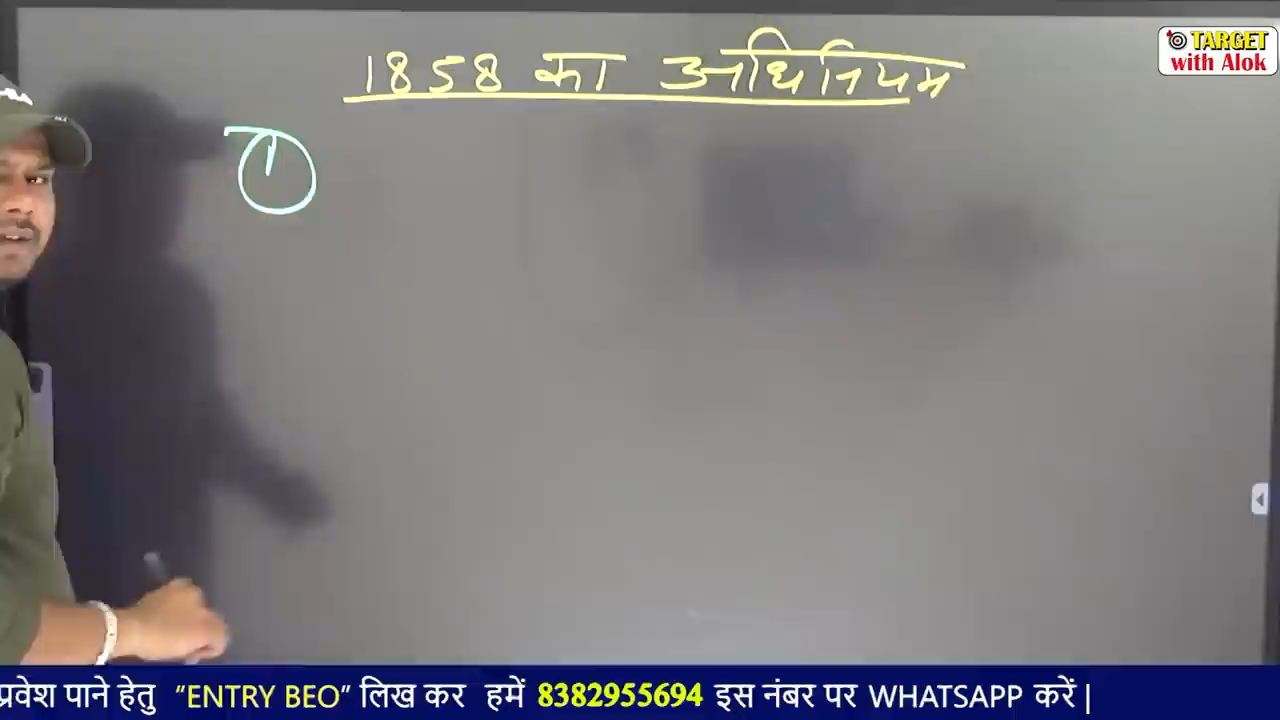 1858 का अधिनियम
TARGET
with Alok
①
प्रवेश पाने हेतु “ENTRY BEO” लिख कर हमें 8382955694 इस नंबर पर WHATSAPP करें |